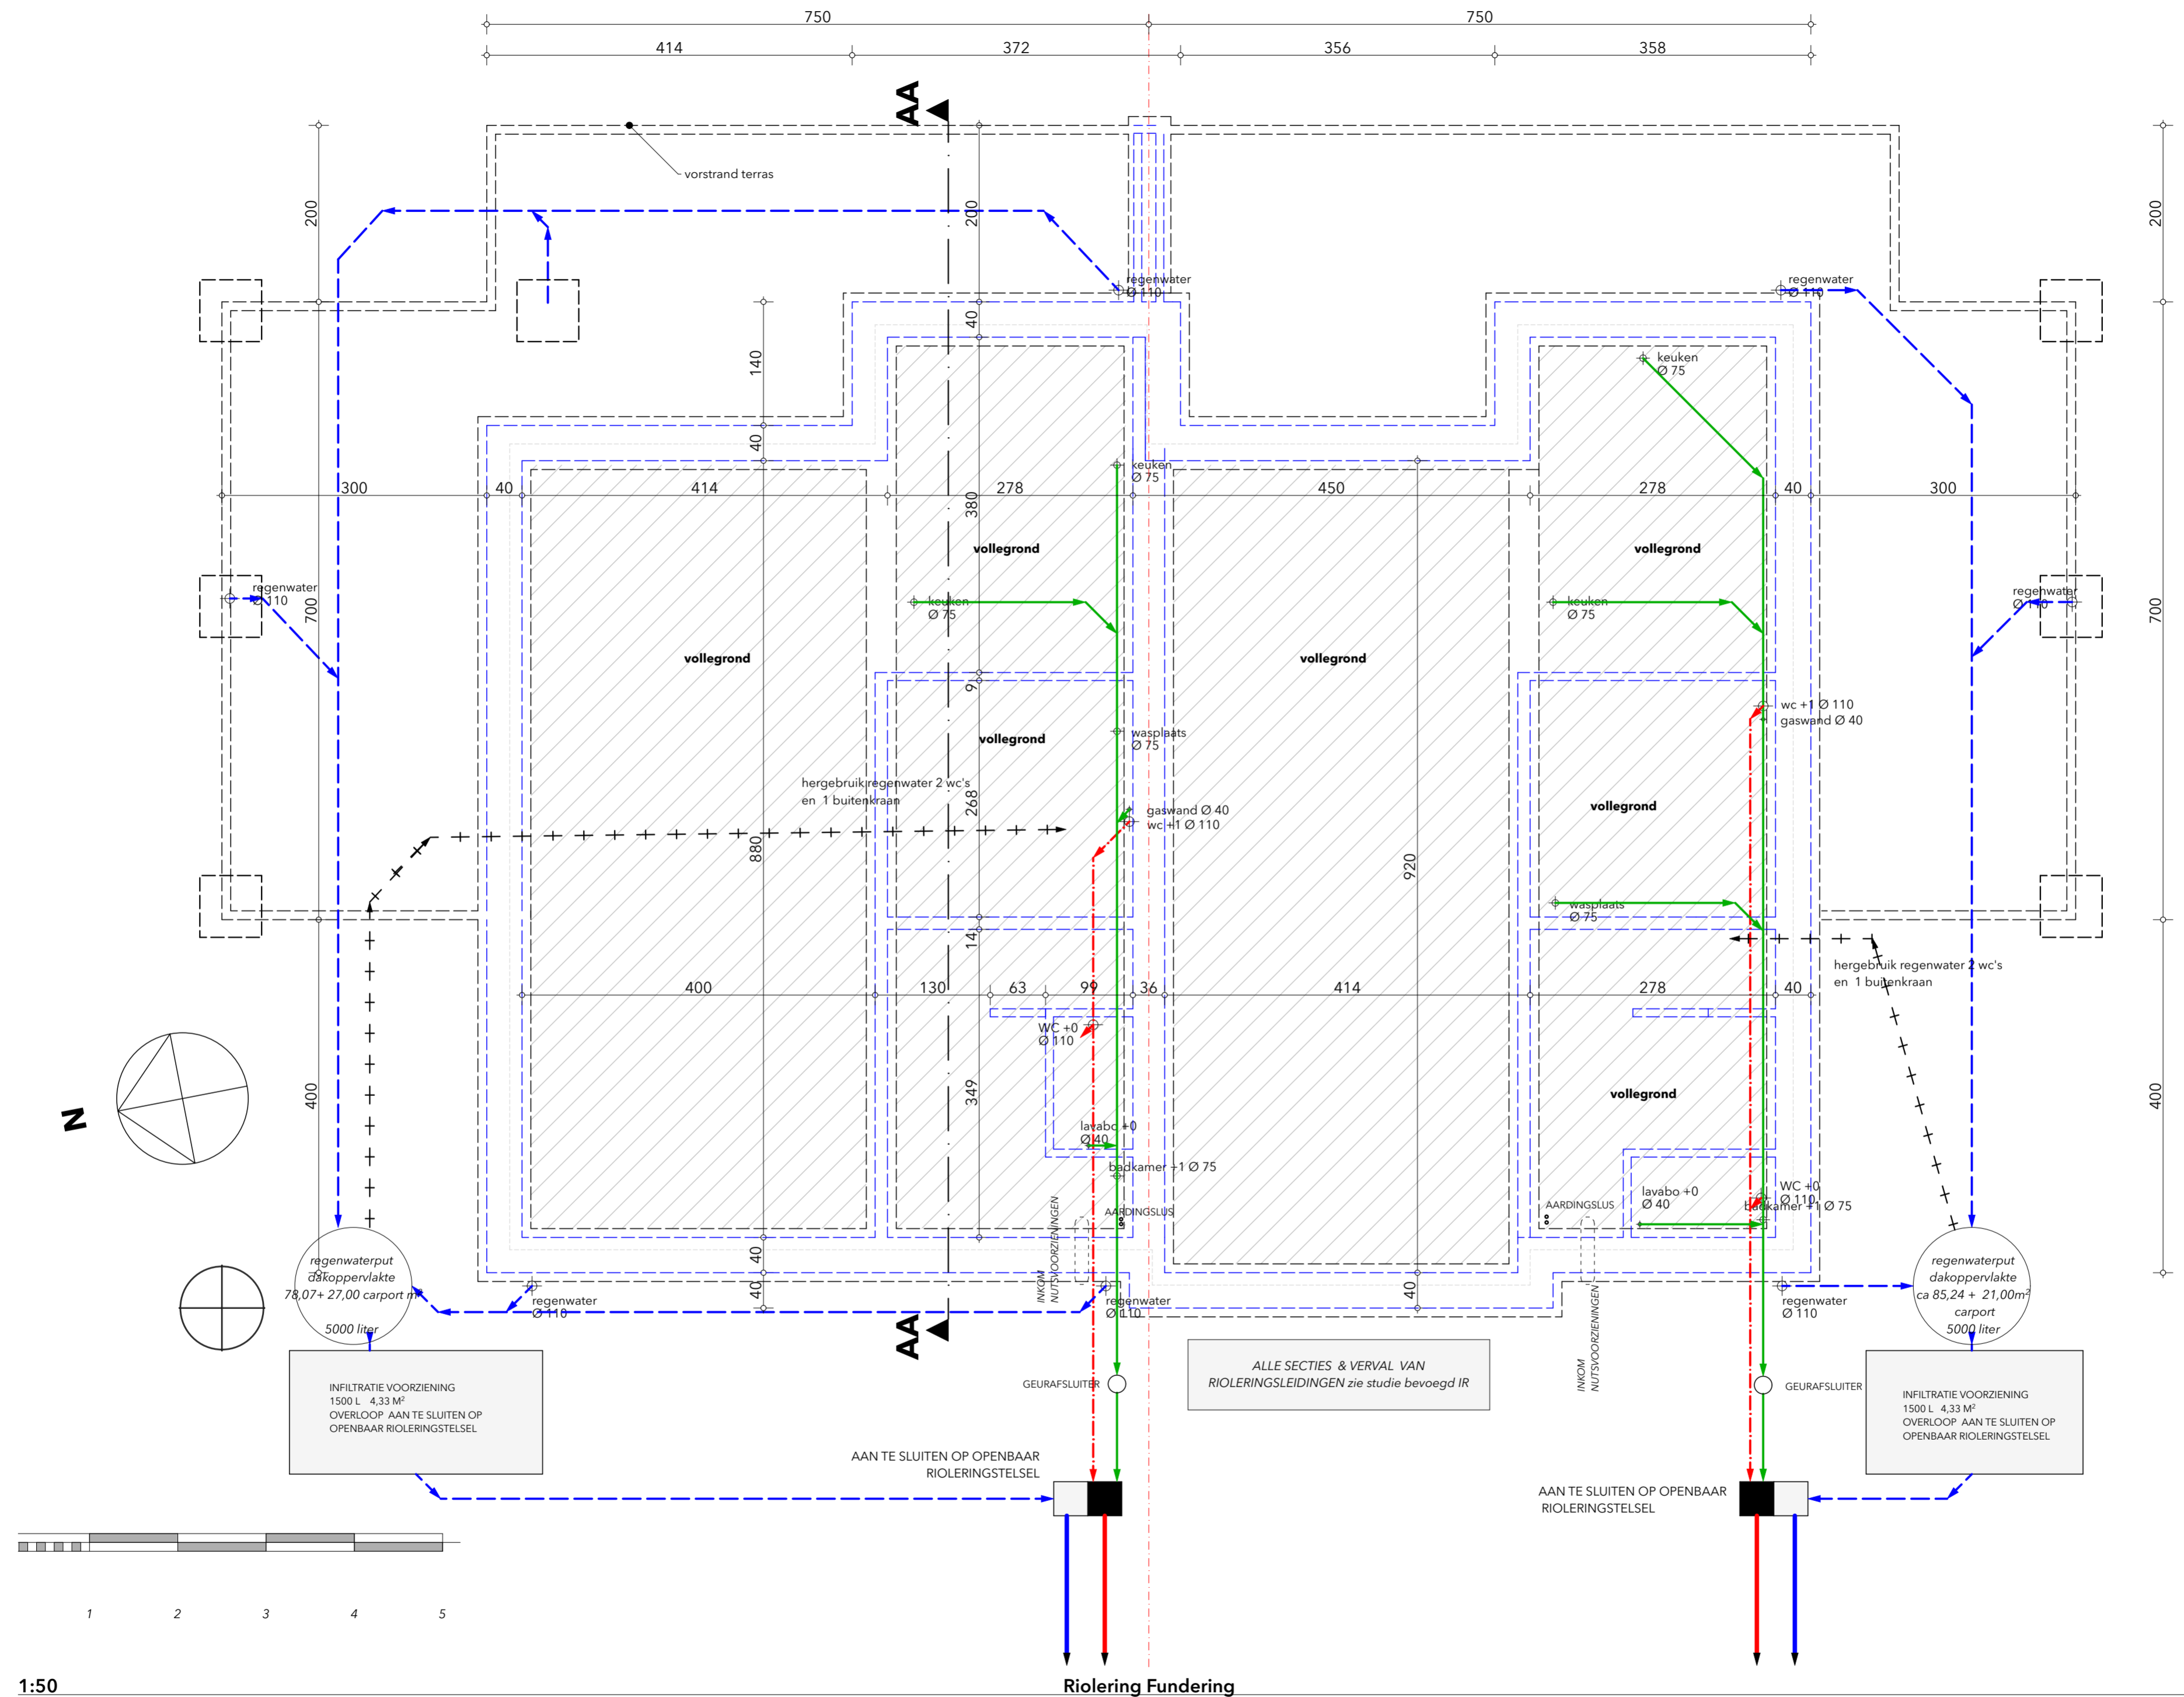 750 750
414 372 356 358
AA
vorstrand terras
200 200 200
regenwater
Ø 110
regenwater
Ø 110
40
140
keuken
Ø 75
40
keuken
Ø 75
300 40 414 278 450 278 40 300
380
vollegrond
vollegrond
regenwater
Ø 110
700
keuken
Ø 75
keuken
Ø 75
regenwater
Ø 110
700
vollegrond
vollegrond
9
wc +1 Ø 110
gaswand Ø 40
wasplaats
Ø 75
vollegrond
hergebruik regenwater 2 wc's
en 1 buitenkraan
268
gaswand Ø 40
wc +1 Ø 110
vollegrond
880
920
wasplaats
Ø 75
14
hergebruik regenwater 2 wc's
en 1 buitenkraan
400 130 63 99 36 414 278 40
WC +0
Ø 110
N
400
349
vollegrond
400
lavabo +0
Ø 40
badkamer +1 Ø 75
AARDINGSLUS
INKOM
NUTSVOORZIENINGEN
AARDINGSLUS
lavabo +0
Ø 40
WC +0
Ø 110
badkamer +1 Ø 75
INKOM
NUTSVOORZIENINGEN
40
40
40
regenwaterput
dakoppervlakte
78,07+ 27,00 carport m²
5000 liter
regenwater
Ø 110
regenwater
Ø 110
regenwater
Ø 110
regenwaterput
dakoppervlakte
ca 85,24 + 21,00m²
carport
5000 liter
AA
ALLE SECTIES & VERVAL VAN
RIOLERINGSLEIDINGEN zie studie bevoegd IR
GEURAFSLUITER
GEURAFSLUITER
INFILTRATIE VOORZIENING
1500 L 4,33 M²
OVERLOOP AAN TE SLUITEN OP
OPENBAAR RIOLERINGSTELSEL
INFILTRATIE VOORZIENING
1500 L 4,33 M²
OVERLOOP AAN TE SLUITEN OP
OPENBAAR RIOLERINGSTELSEL
AAN TE SLUITEN OP OPENBAAR
RIOLERINGSTELSEL
AAN TE SLUITEN OP OPENBAAR
RIOLERINGSTELSEL
1 2 3 4 5
1:50
Riolering Fundering